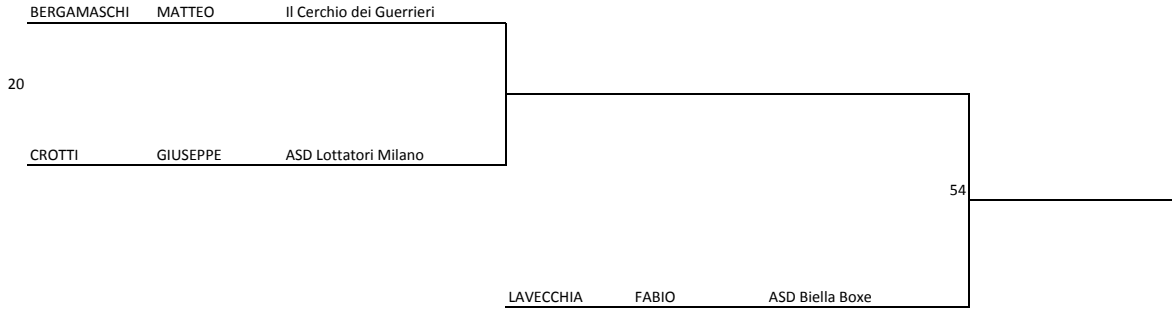 BERGAMASCHI MATTEO Il Cerchio dei Guerrieri
20
CROTTI GIUSEPPE ASD Lottatori Milano
54
LAVECCHIA FABIO ASD Biella Boxe